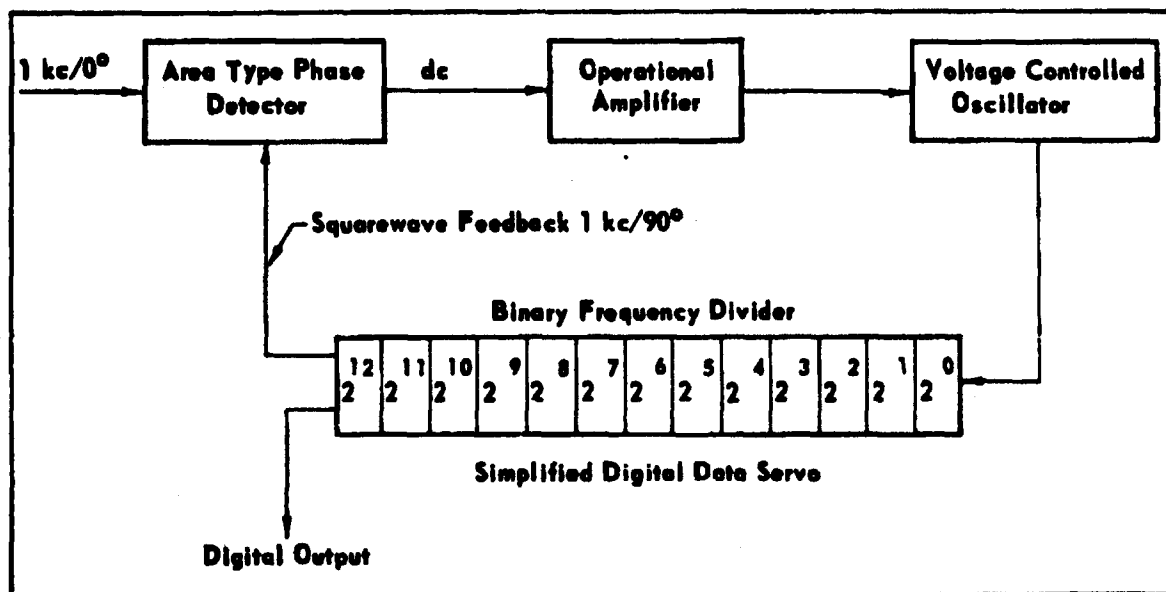 1 kc/0°
Area Type Phase
Detector
dc
Operational
Amplifier
Voltage Controlled
Oscillator
Squarewave Feedback 1 kc/90°
Binary Frequency Divider
2^12 2^11 2^10 2^9 2^8 2^7 2^6 2^5 2^4 2^3 2^2 2^1 2^0
Simplified Digital Data Servo
Digital Output